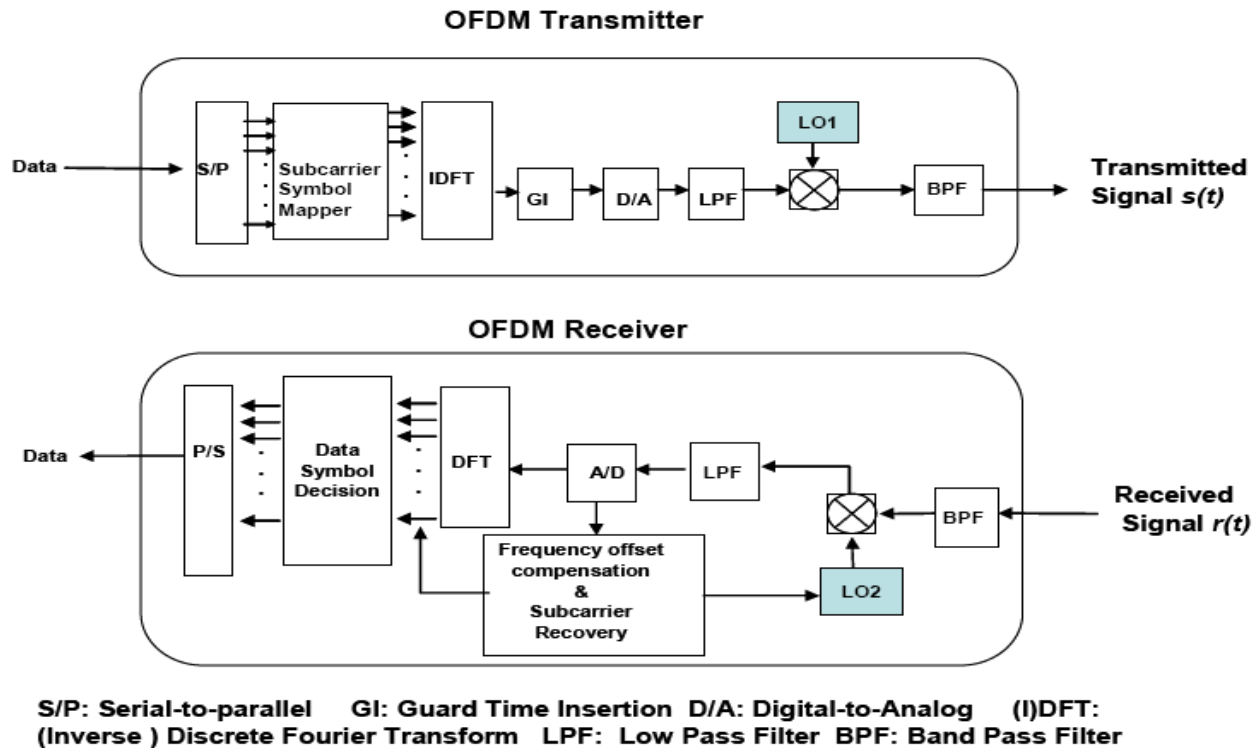 OFDM Transmitter
LO1
Data
S/P
Subcarrier
Symbol
Mapper
IDFT
GI
D/A
LPF
BPF
Transmitted
Signal s(t)
OFDM Receiver
Data
P/S
Data
Symbol
Decision
DFT
A/D
LPF
BPF
Received
Signal r(t)
Frequency offset
compensation
&
Subcarrier
Recovery
LO2
S/P: Serial-to-parallel GI: Guard Time Insertion D/A: Digital-to-Analog (I)DFT:
(Inverse ) Discrete Fourier Transform LPF: Low Pass Filter BPF: Band Pass Filter